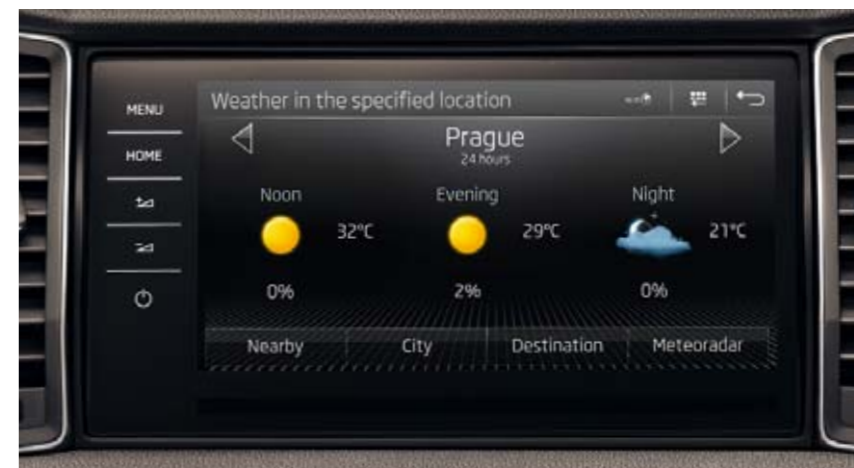 MENU
HOME
Weather in the specified location
Prague
24 hours
Noon Evening Night
32°C 29°C 21°C
0% 2% 0%
Nearby City Destination Meteoradar